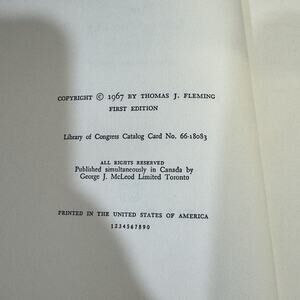 COPYRIGHT © 1967 BY THOMAS J. FLEMING
FIRST EDITION
Library of Congress Catalog Card No. 66-18083
ALL RIGHTS RESERVED
Published simultaneously in Canada by
George J. McLeod Limited Toronto
PRINTED IN THE UNITED STATES OF AMERICA
1234567890